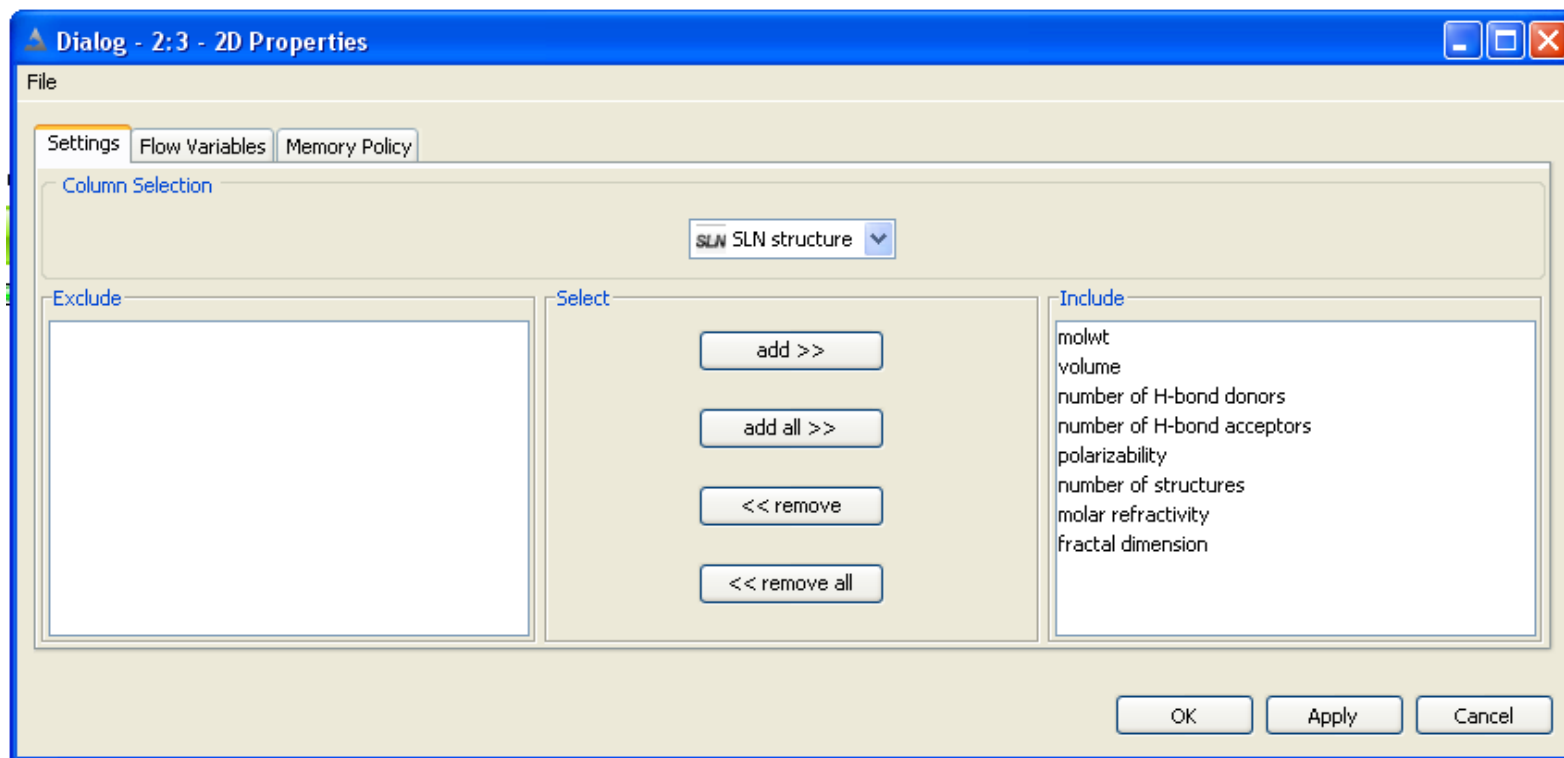 Dialog - 2:3 - 2D Properties
File
Settings Flow Variables Memory Policy
Column Selection
SLN SLN structure
Exclude
Select
add >>
add all >>
<< remove
<< remove all
Include
molwt
volume
number of H-bond donors
number of H-bond acceptors
polarizability
number of structures
molar refractivity
fractal dimension
OK Apply Cancel